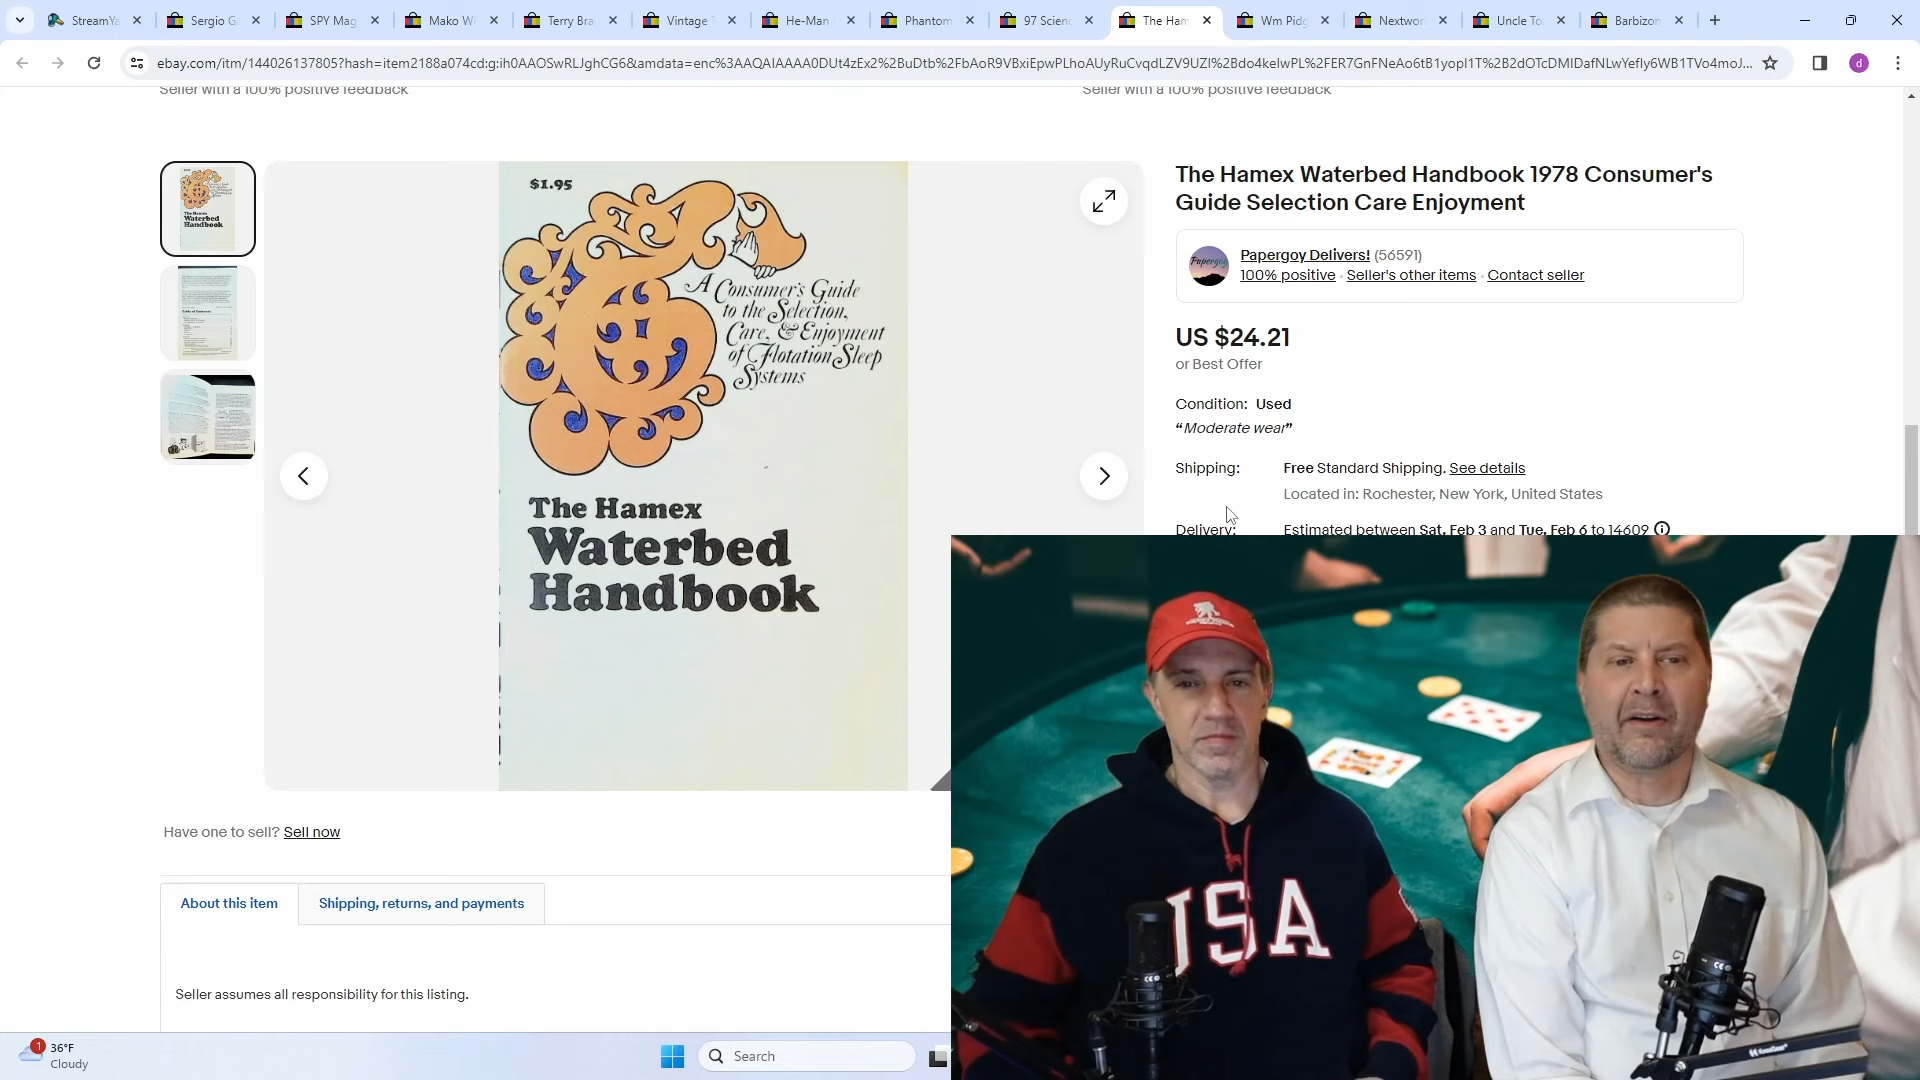 StreamYa
Sergio G
SPY Mag
Mako Wi
Terry Bra
Vintage T
He-Man
Phantom
97 Scienc
The Ham
Wm Pidg
Nextwor
Uncle To
Barbizon
ebay.com/itm/144026137805?hash=item2188a074cd:g:ih0AAOSwRLJghCG6&amdata=enc%3AAQAIAAAA0DUt4zEx2%2BuDtb%2FbAoR9VBxiEpwPLhoAUyRuCvqdLZV9UZI%2Bdo4kelwPL%2FER7GnFNeAo6tB1yopI1T%2B2dOTcDMIDafNLwYefIy6WB1TVo4moJ...
d
Seller with a 100% positive feedback
Seller with a 100% positive feedback
$1.95
A Consumer's Guide
to the Selection,
Care, & Enjoyment
of Flotation Sleep
Systems
The Hamex
Waterbed
Handbook
The Hamex Waterbed Handbook 1978 Consumer's
Guide Selection Care Enjoyment
Papergoy
Papergoy Delivers! (56591)
100% positive · Seller's other items · Contact seller
US $24.21
or Best Offer
Condition: Used
“Moderate wear”
Shipping: Free Standard Shipping. See details
Located in: Rochester, New York, United States
Delivery: Estimated between Sat, Feb 3 and Tue, Feb 6 to 14609
Have one to sell? Sell now
About this item
Shipping, returns, and payments
Seller assumes all responsibility for this listing.
USA
1
36°F
Cloudy
Search